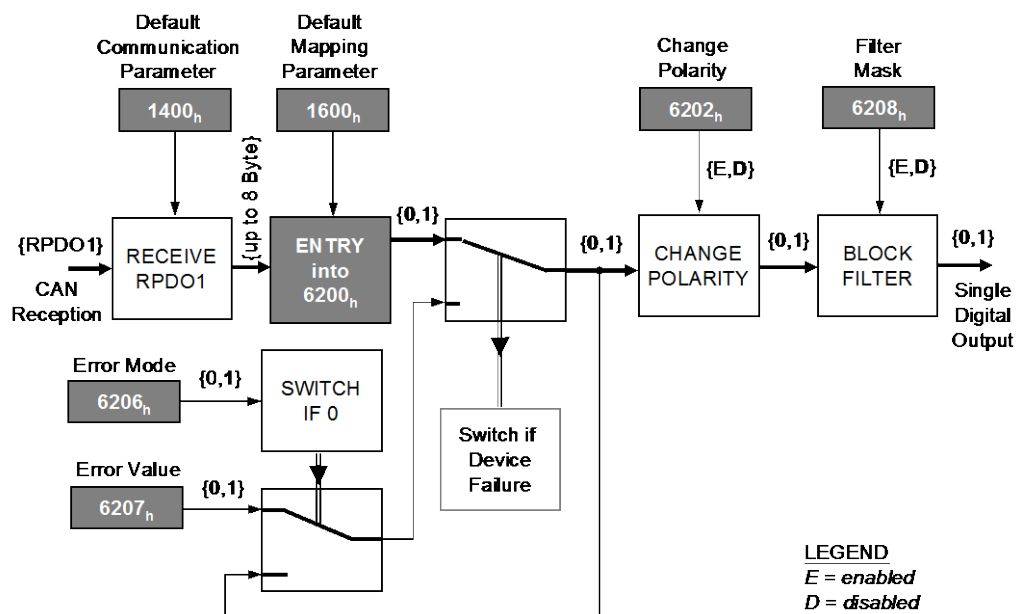 Default
Communication
Parameter
1400h
Default
Mapping
Parameter
1600h
Change
Polarity
6202h
Filter
Mask
6208h
{up to 8 Byte}
{E,D}
{E,D}
{RPDO1}
CAN
Reception
RECEIVE
RPDO1
ENTRY
into
6200h
{0,1}
{0,1}
CHANGE
POLARITY
{0,1}
BLOCK
FILTER
{0,1}
Single
Digital
Output
Error Mode
6206h
{0,1}
SWITCH
IF 0
Switch if
Device
Failure
Error Value
6207h
{0,1}
LEGEND
E = enabled
D = disabled